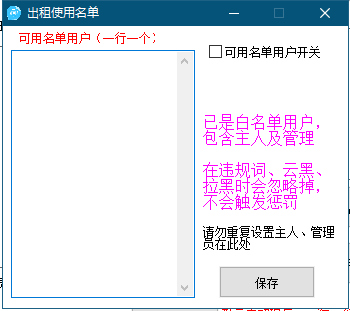 出租使用名单
可用名单用户（一行一个）
可用名单用户开关
已是白名单用户，
包含主人及管理
在违规词、云黑、
拉黑时会忽略掉，
不会触发惩罚
请勿重复设置主人、管理
员在此处
保存